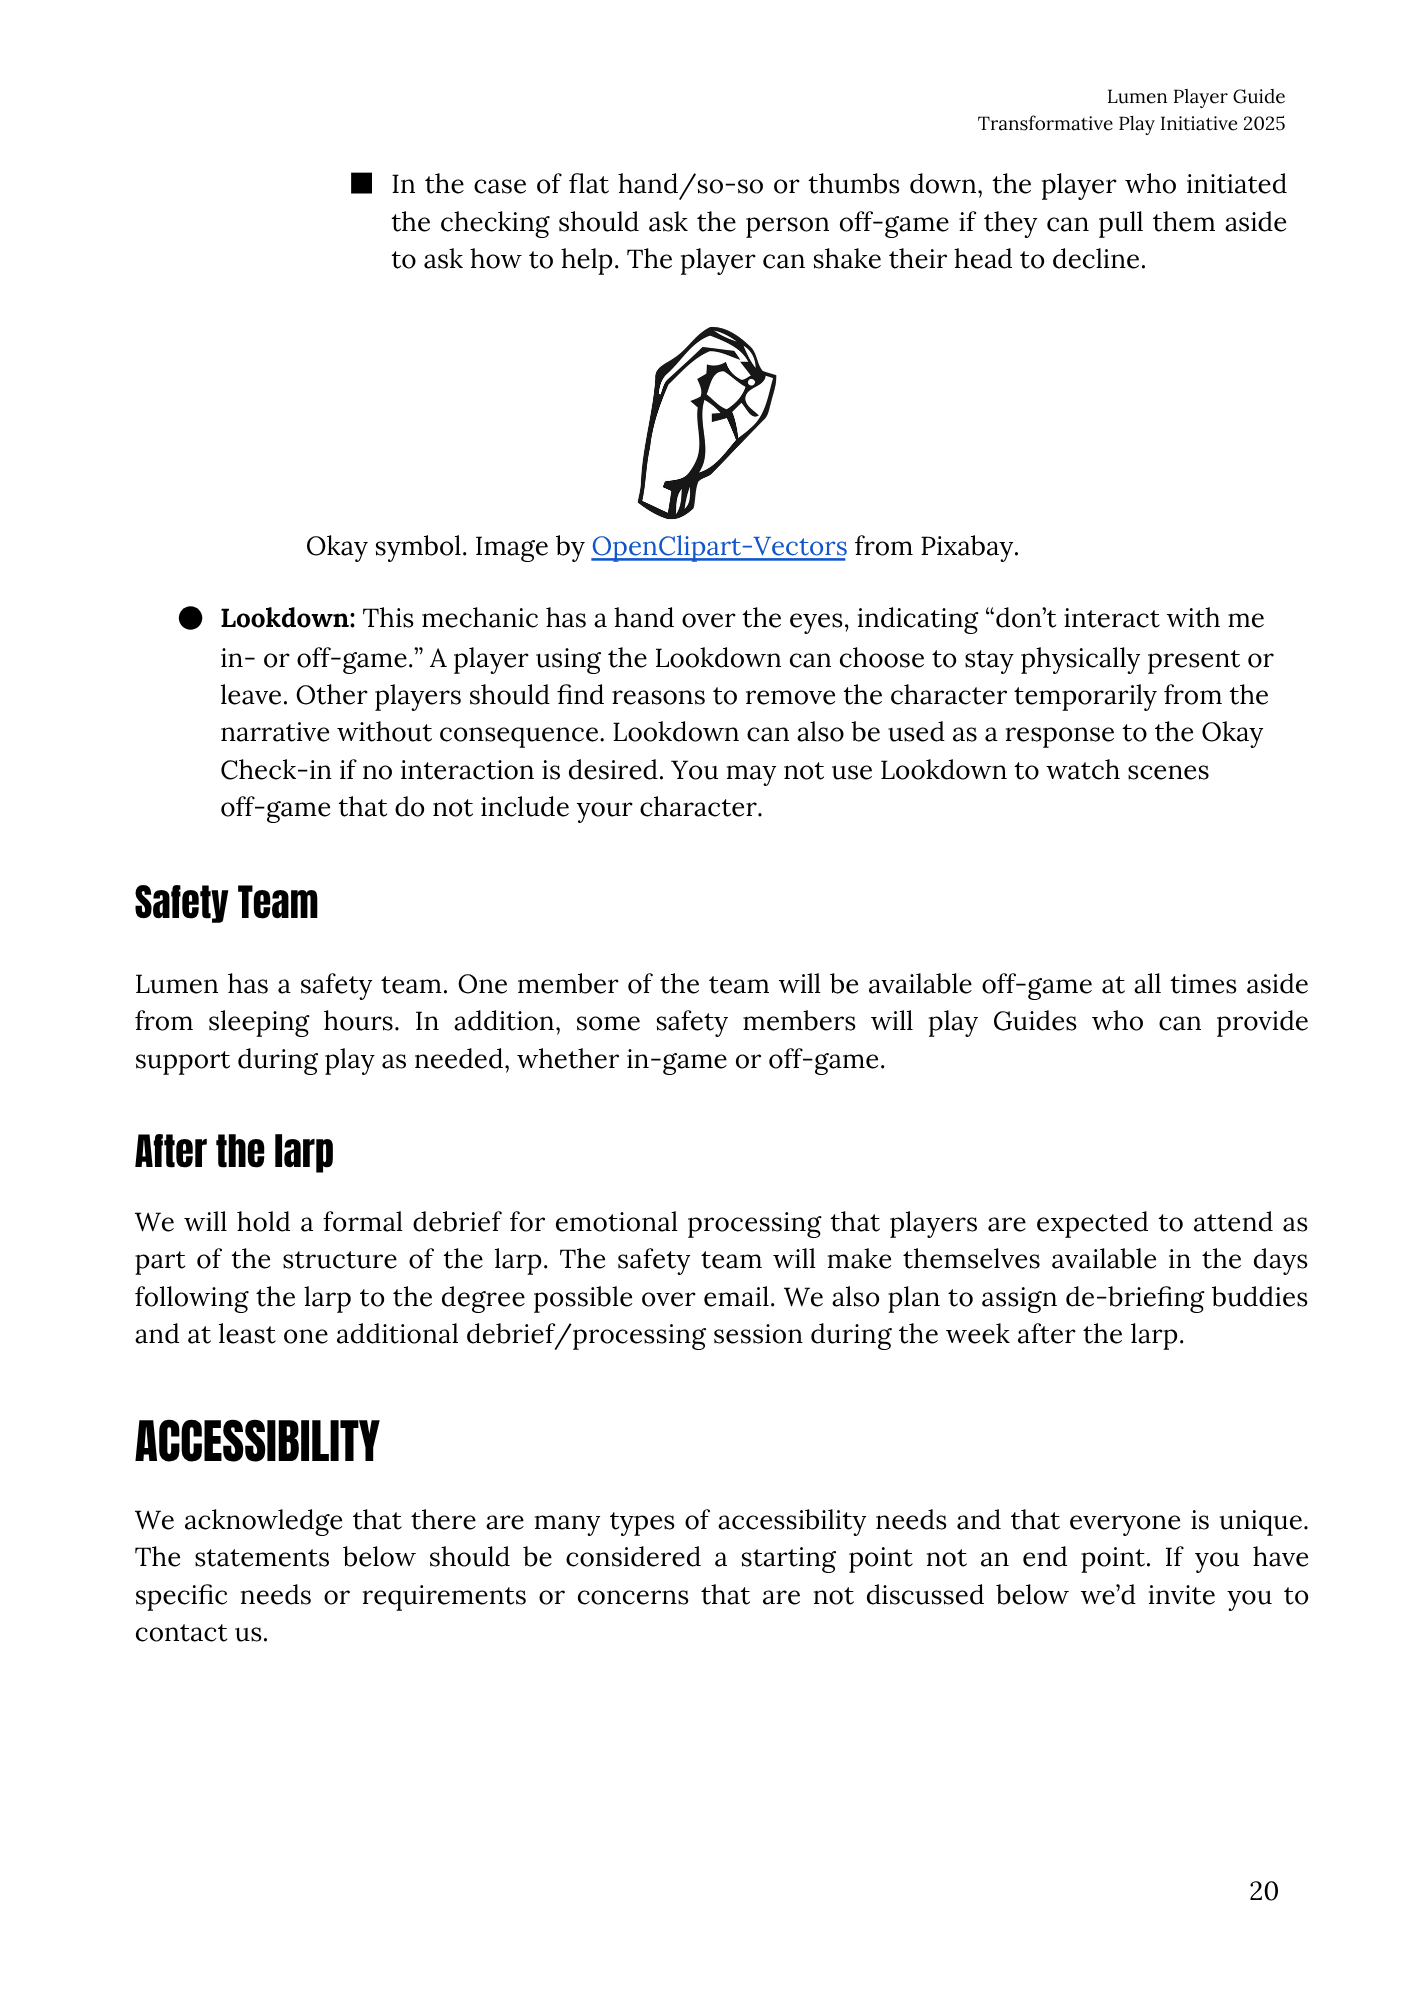 Lumen Player Guide
Transformative Play Initiative 2025
■ In the case of flat hand/so-so or thumbs down, the player who initiated
the checking should ask the person off-game if they can pull them aside
to ask how to help. The player can shake their head to decline.
Okay symbol. Image by OpenClipart-Vectors from Pixabay.
● Lookdown: This mechanic has a hand over the eyes, indicating “don’t interact with me
in- or off-game.” A player using the Lookdown can choose to stay physically present or
leave. Other players should find reasons to remove the character temporarily from the
narrative without consequence. Lookdown can also be used as a response to the Okay
Check-in if no interaction is desired. You may not use Lookdown to watch scenes
off-game that do not include your character.
Safety Team
Lumen has a safety team. One member of the team will be available off-game at all times aside
from sleeping hours. In addition, some safety members will play Guides who can provide
support during play as needed, whether in-game or off-game.
After the larp
We will hold a formal debrief for emotional processing that players are expected to attend as
part of the structure of the larp. The safety team will make themselves available in the days
following the larp to the degree possible over email. We also plan to assign de-briefing buddies
and at least one additional debrief/processing session during the week after the larp.
ACCESSIBILITY
We acknowledge that there are many types of accessibility needs and that everyone is unique.
The statements below should be considered a starting point not an end point. If you have
specific needs or requirements or concerns that are not discussed below we’d invite you to
contact us.
20